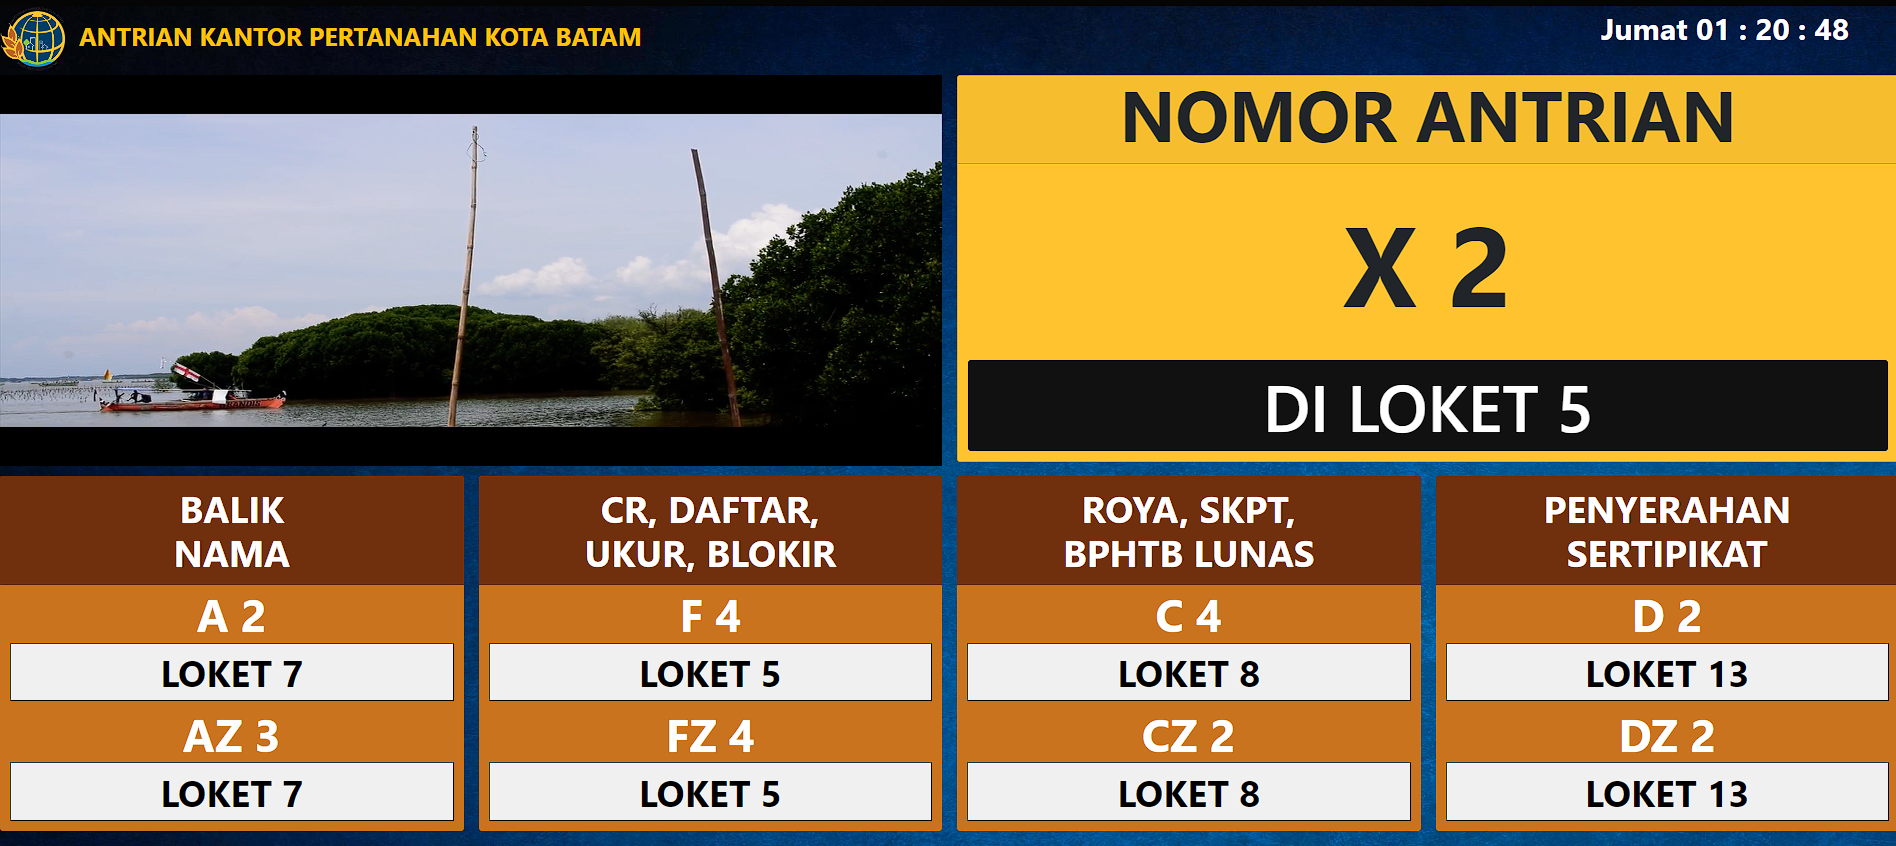 ANTRIAN KANTOR PERTANAHAN KOTA BATAM
Jumat 01 : 20 : 48
NOMOR ANTRIAN
X 2
DI LOKET 5
BALIK
NAMA
A 2
LOKET 7
AZ 3
LOKET 7
CR, DAFTAR,
UKUR, BLOKIR
F 4
LOKET 5
FZ 4
LOKET 5
ROYA, SKPT,
BPHTB LUNAS
C 4
LOKET 8
CZ 2
LOKET 8
PENYERAHAN
SERTIPIKAT
D 2
LOKET 13
DZ 2
LOKET 13